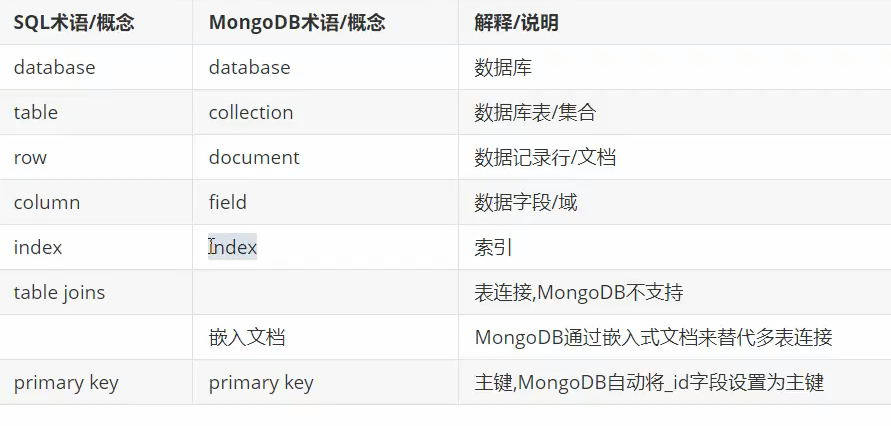 SQL术语/概念 MongoDB术语/概念 解释/说明
database database 数据库
table collection 数据库表/集合
row document 数据记录行/文档
column field 数据字段/域
index index 索引
table joins 表连接,MongoDB不支持
嵌入文档 MongoDB通过嵌入式文档来替代多表连接
primary key primary key 主键,MongoDB自动将_id字段设置为主键